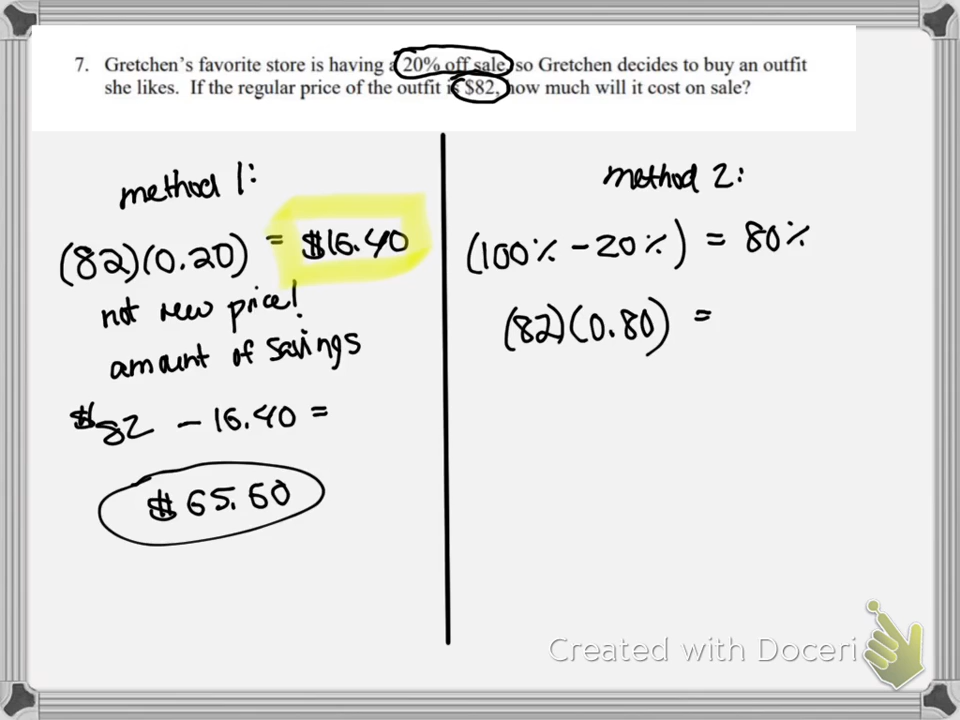 7. Gretchen's favorite store is having a 20% off sale, so Gretchen decides to buy an outfit
she likes. If the regular price of the outfit is $82, how much will it cost on sale?
method 1:
(82)(0.20) = $16.40
not new price!
amount of savings
$82 - 16.40 =
$65.60
method 2:
(100% - 20%) = 80%
(82)(0.80) =
Created with Doceri